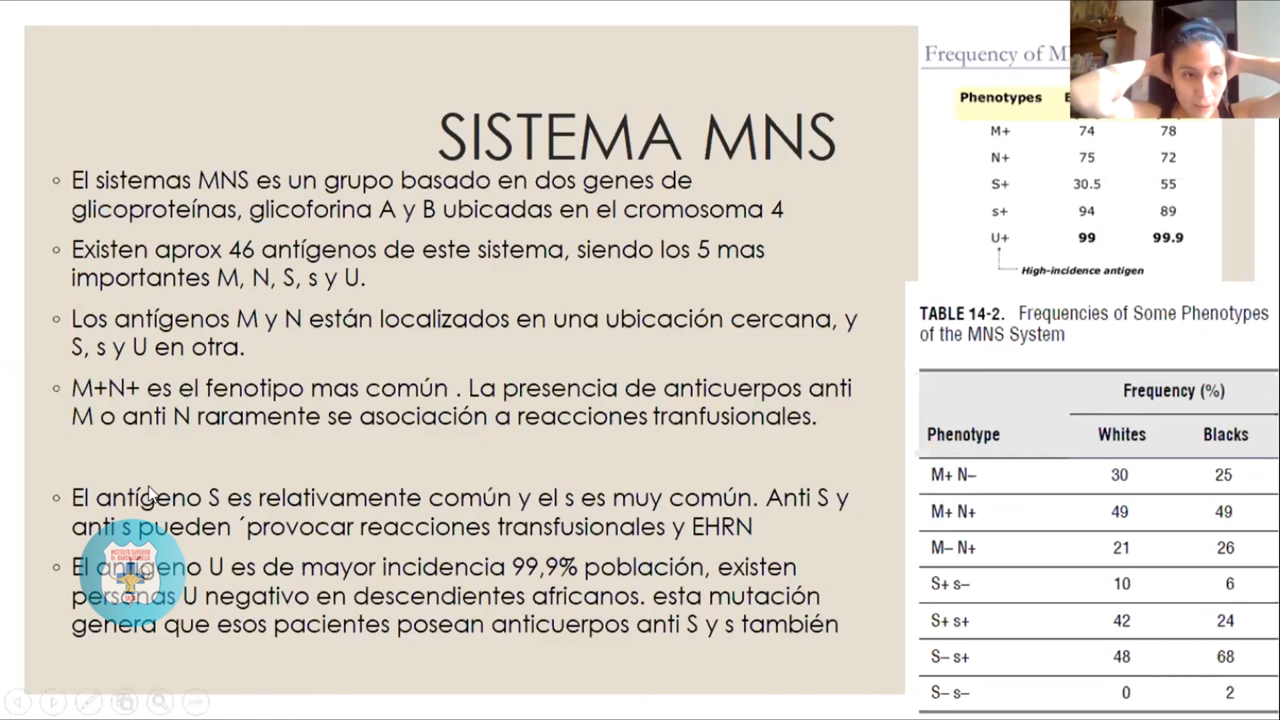 SISTEMA MNS
◦ El sistemas MNS es un grupo basado en dos genes de
glicoproteínas, glicoforina A y B ubicadas en el cromosoma 4
◦ Existen aprox 46 antígenos de este sistema, siendo los 5 mas
importantes M, N, S, s y U.
◦ Los antígenos M y N están localizados en una ubicación cercana, y
S, s y U en otra.
◦ M+N+ es el fenotipo mas común . La presencia de anticuerpos anti
M o anti N raramente se asociación a reacciones tranfusionales.
◦ El antígeno S es relativamente común y el s es muy común. Anti S y
anti s pueden ´provocar reacciones transfusionales y EHRN
◦ El antígeno U es de mayor incidencia 99,9% población, existen
personas U negativo en descendientes africanos. esta mutación
genera que esos pacientes posean anticuerpos anti S y s también
INSTITUTO SUPERIOR
Frequency of
Phenotypes
M+ 74 78
N+ 75 72
S+ 30.5 55
s+ 94 89
U+ 99 99.9
High-incidence antigen
TABLE 14-2. Frequencies of Some Phenotypes
of the MNS System
Frequency (%)
Phenotype Whites Blacks
M+ N– 30 25
M+ N+ 49 49
M– N+ 21 26
S+ s– 10 6
S+ s+ 42 24
S– s+ 48 68
S– s– 0 2